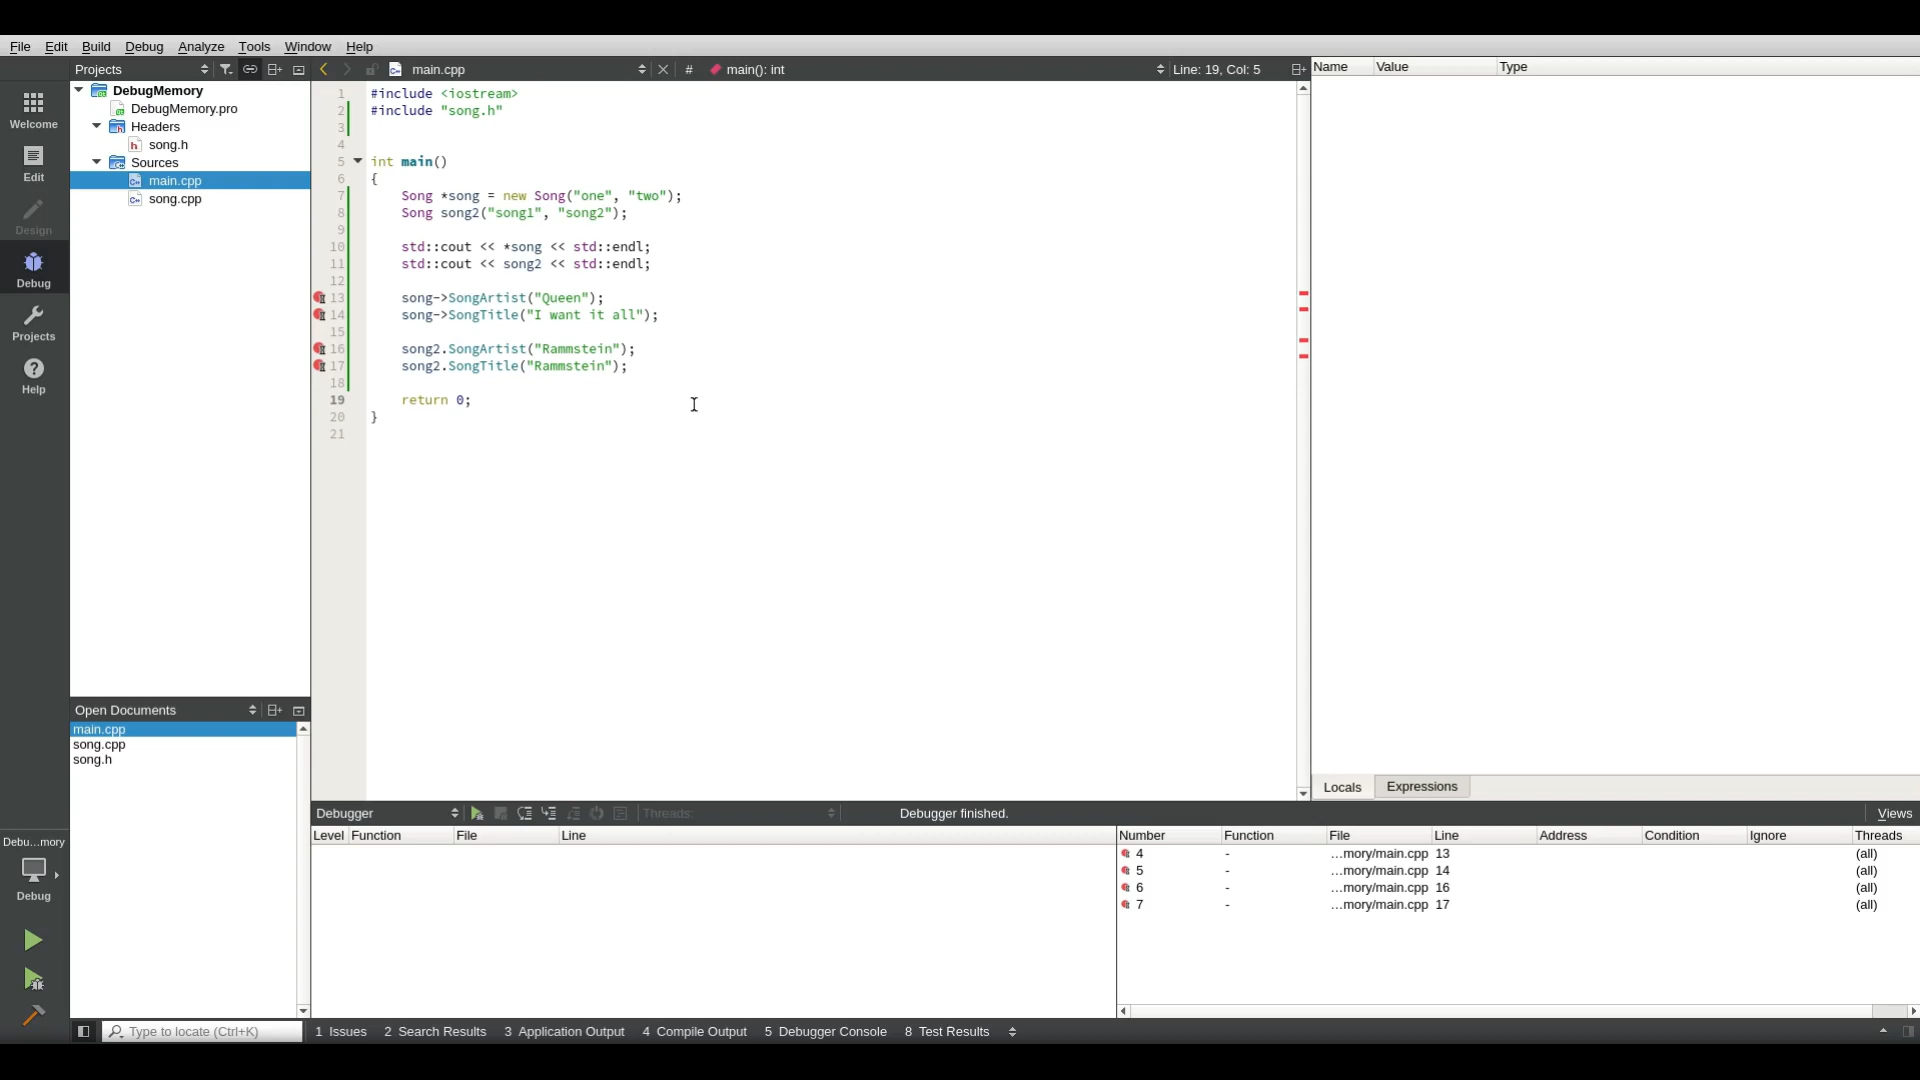 File Edit Build Debug Analyze Tools Window Help
Projects
main.cpp
# main(): int
Line: 19, Col: 5
Name Value Type
Welcome
Edit
Design
Debug
Projects
Help
DebugMemory
DebugMemory.pro
Headers
song.h
Sources
main.cpp
song.cpp
1 #include <iostream>
2 #include "song.h"
3
4
5 int main()
6 {
7 Song *song = new Song("one", "two");
8 Song song2("song1", "song2");
9
10 std::cout << *song << std::endl;
11 std::cout << song2 << std::endl;
12
13 song->SongArtist("Queen");
14 song->SongTitle("I want it all");
15
16 song2.SongArtist("Rammstein");
17 song2.SongTitle("Rammstein");
18
19 return 0;
20 }
21
Open Documents
main.cpp
song.cpp
song.h
Locals Expressions
Debugger Threads: Debugger finished. Views
Level Function File Line
Number Function File Line Address Condition Ignore Threads
4 - …mory/main.cpp 13 (all)
5 - …mory/main.cpp 14 (all)
6 - …mory/main.cpp 16 (all)
7 - …mory/main.cpp 17 (all)
Debu…mory
Debug
Type to locate (Ctrl+K)
1 Issues 2 Search Results 3 Application Output 4 Compile Output 5 Debugger Console 8 Test Results